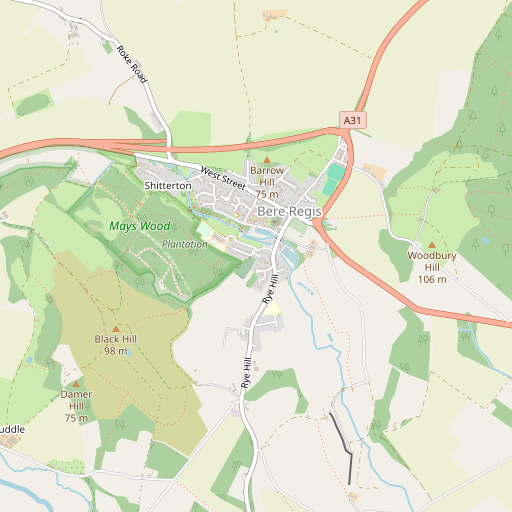 Roke Road
A31
West Street
Barrow
Hill
75 m
Shitterton
Bere Regis
Mays Wood
Plantation
Woodbury
Hill
106 m
Rye Hill
Black Hill
98 m
Rye Hill
Damer
Hill
75 m
uddle